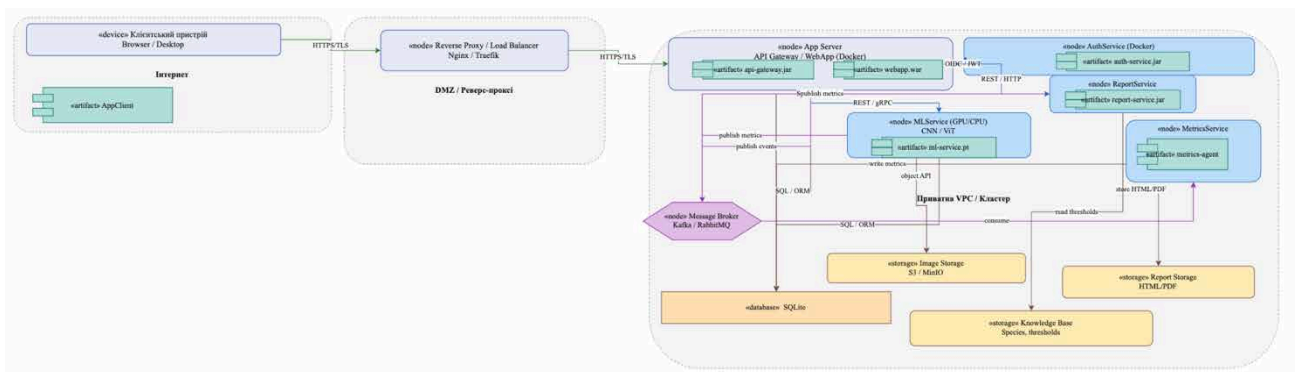 «device» Клієнтський пристрій
Browser / Desktop
HTTPS/TLS
Інтернет
«artifact» AppClient
«node» Reverse Proxy / Load Balancer
Nginx / Traefik
HTTPS/TLS
DMZ / Реверс-проксі
«node» App Server
API Gateway / WebApp (Docker)
«artifact» api-gateway.jar
«artifact» webapp.war
OIDC / JWT
«node» AuthService (Docker)
«artifact» auth-service.jar
REST / HTTP
«node» ReportService
«artifact» report-service.jar
publish metrics
REST / gRPC
«node» MLService (GPU/CPU)
CNN / ViT
«artifact» ml-service.pt
«node» MetricsService
«artifact» metrics-agent
publish metrics
publish events
write metrics
object API
SQL / ORM
Приватна VPC / Кластер
store HTML/PDF
read thresholds
«node» Message Broker
Kafka / RabbitMQ
SQL / ORM
consume
«storage» Image Storage
S3 / MinIO
«storage» Report Storage
HTML/PDF
«database» SQLite
«storage» Knowledge Base
Species, thresholds